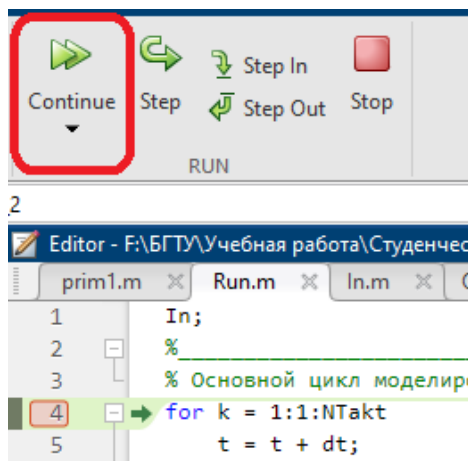 Continue
Step
Step In
Step Out
Stop
RUN
2
Editor - F:\БГТУ\Учебная работа\Студенчес
prim1.m
Run.m
In.m
1 In;
2 %
3 % Основной цикл моделир
4 for k = 1:1:NTakt
5 t = t + dt;